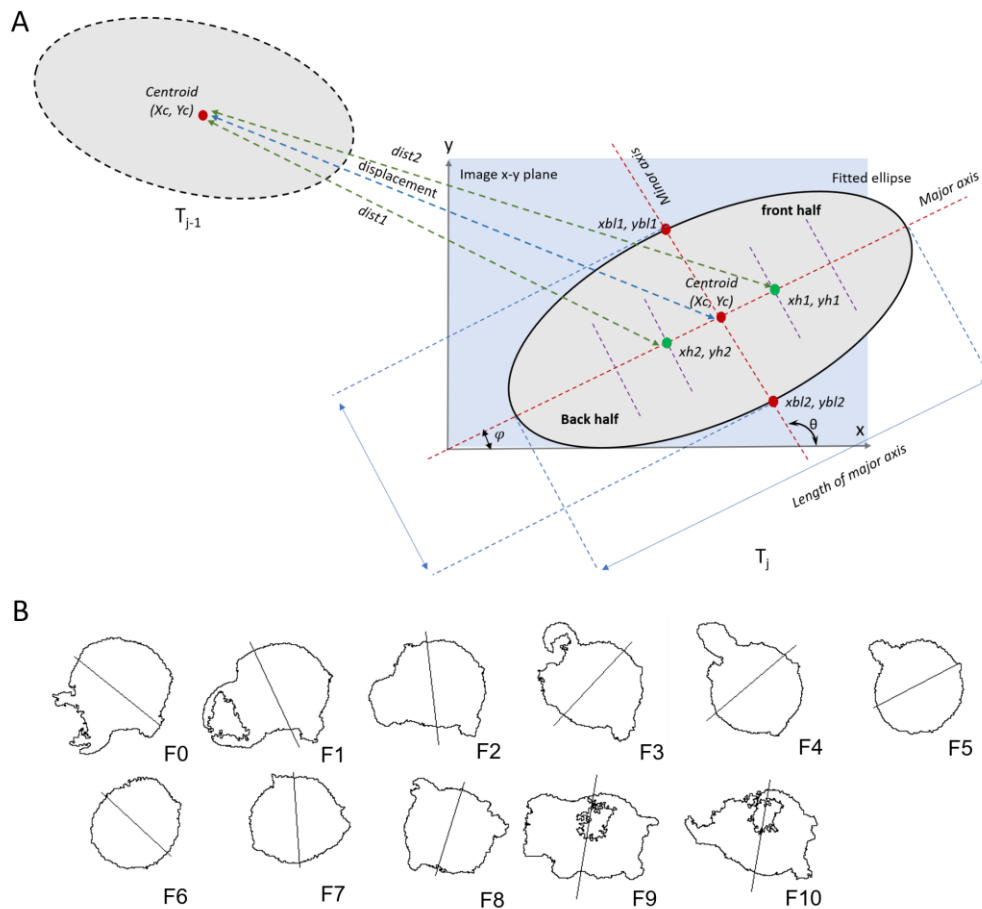 A
Centroid
(Xc, Yc)
T j-1
dist2
displacement
dist1
y
Image x-y plane
Minor axis
Fitted ellipse
Major axis
front half
xbl1, ybl1
Centroid
(Xc, Yc)
xh1, yh1
xh2, yh2
xbl2, ybl2
Back half
φ
θ
x
Length of major axis
T j
B
F0
F1
F2
F3
F4
F5
F6
F7
F8
F9
F10